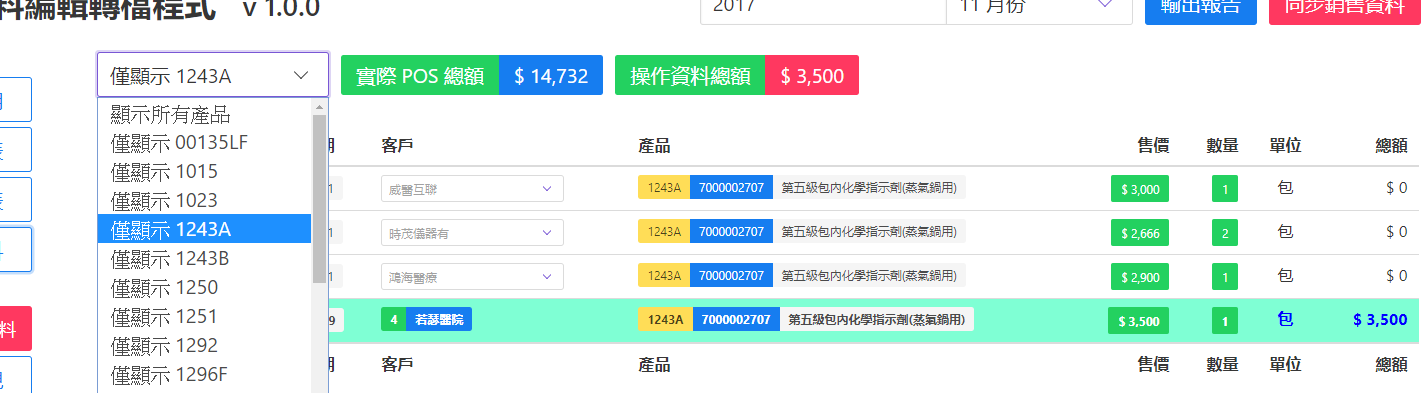 料編輯轉檔程式 v 1.0.0
2017 11 月份 輸出報告 同步銷售資料
僅顯示 1243A 實際 POS 總額 $ 14,732 操作資料總額 $ 3,500
顯示所有產品
僅顯示 00135LF
僅顯示 1015
僅顯示 1023
僅顯示 1243A
僅顯示 1243B
僅顯示 1250
僅顯示 1251
僅顯示 1292
僅顯示 1296F
客戶 產品 售價 數量 單位 總額
1 威醫互聯 1243A 7000002707 第五級包內化學指示劑(蒸氣鍋用) $ 3,000 1 包 $ 0
1 時茂儀器有 1243A 7000002707 第五級包內化學指示劑(蒸氣鍋用) $ 2,666 2 包 $ 0
1 鴻海醫療 1243A 7000002707 第五級包內化學指示劑(蒸氣鍋用) $ 2,900 1 包 $ 0
9 4 若瑟醫院 1243A 7000002707 第五級包內化學指示劑(蒸氣鍋用) $ 3,500 1 包 $ 3,500
客戶 產品 售價 數量 單位 總額
料